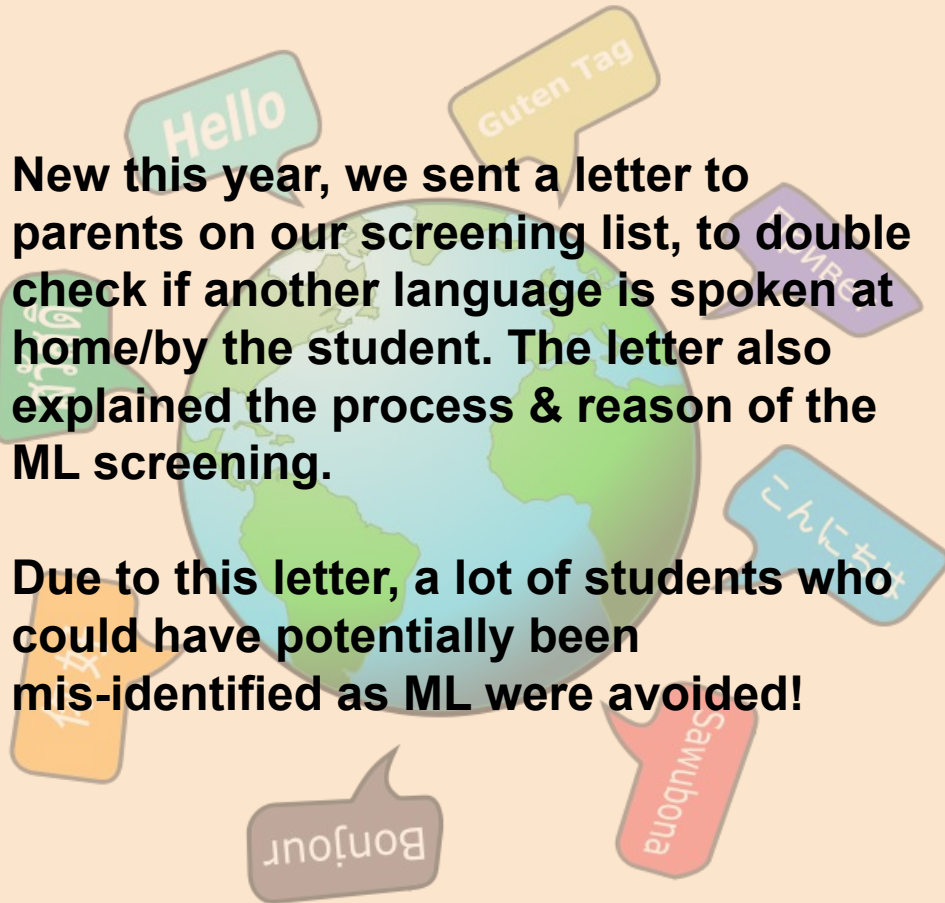 Hello
Guten Tag
New this year, we sent a letter to
parents on our screening list, to double
check if another language is spoken at
home/by the student. The letter also
explained the process & reason of the
ML screening.
Due to this letter, a lot of students who
could have potentially been
mis-identified as ML were avoided!
Привет
こんにちは
Sawubona
Bonjour